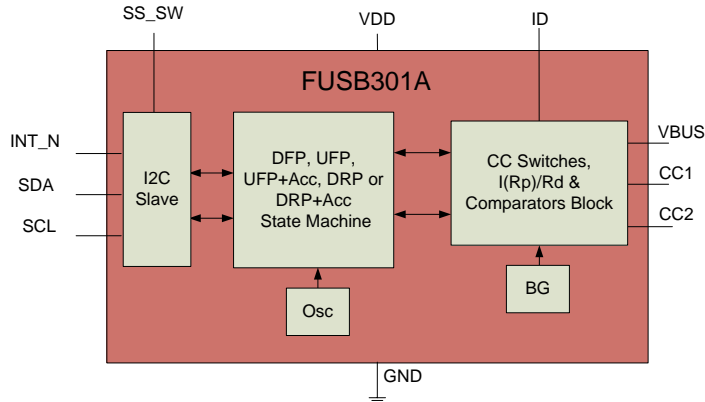 SS_SW
VDD
ID
FUSB301A
INT_N
SDA
SCL
I2C
Slave
DFP, UFP,
UFP+Acc, DRP or
DRP+Acc
State Machine
CC Switches,
I(Rp)/Rd &
Comparators Block
VBUS
CC1
CC2
Osc
BG
GND